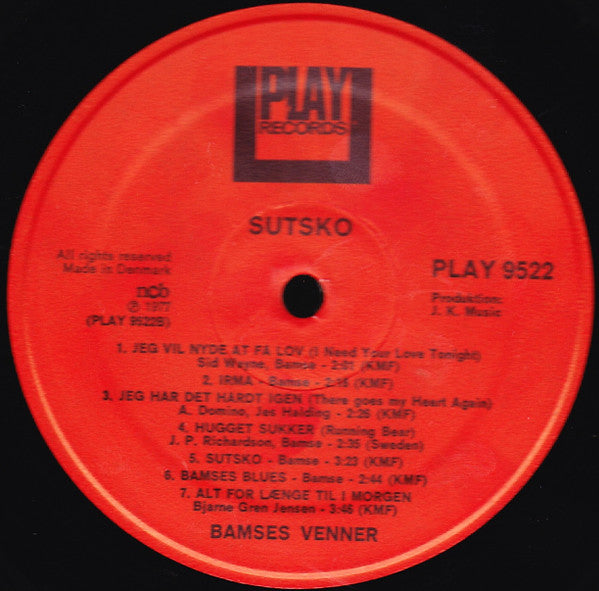 PLAY
RECORDS
SUTSKO
All rights reserved
Made in Denmark
ncb
℗ 1977
(PLAY 9522B)
PLAY 9522
Produktion:
J. K. Music
1. JEG VIL NYDE AT FÅ LOV (I Need Your Love Tonight)
Sid Wayne, Bamse - 2:01 (KMF)
2. IRMA - Bamse - 2:15 (KMF)
3. JEG HAR DET HÅRDT IGEN (There goes my Heart Again)
A. Domino, Jes Holding - 2:26 (KMF)
4. HUGGET SUKKER (Running Bear)
J. P. Richardson, Bamse - 2:35 (Sweden)
5. SUTSKO - Bamse - 3:23 (KMF)
6. BAMSES BLUES - Bamse - 2:44 (KMF)
7. ALT FOR LÆNGE TIL I MORGEN
Bjarne Gren Jensen - 3:46 (KMF)
BAMSES VENNER